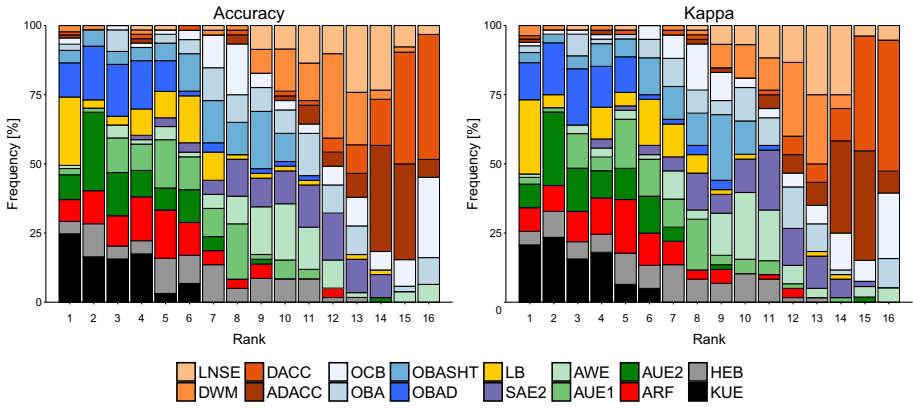 Accuracy
Kappa
Frequency [%]
100
75
50
25
0
1 2 3 4 5 6 7 8 9 10 11 12 13 14 15 16
Rank
Frequency [%]
100
75
50
25
0
1 2 3 4 5 6 7 8 9 10 11 12 13 14 15 16
Rank
LNSE DACC OCB OBASHT LB AWE AUE2 HEB
DWM ADACC OBA OBAD SAE2 AUE1 ARF KUE